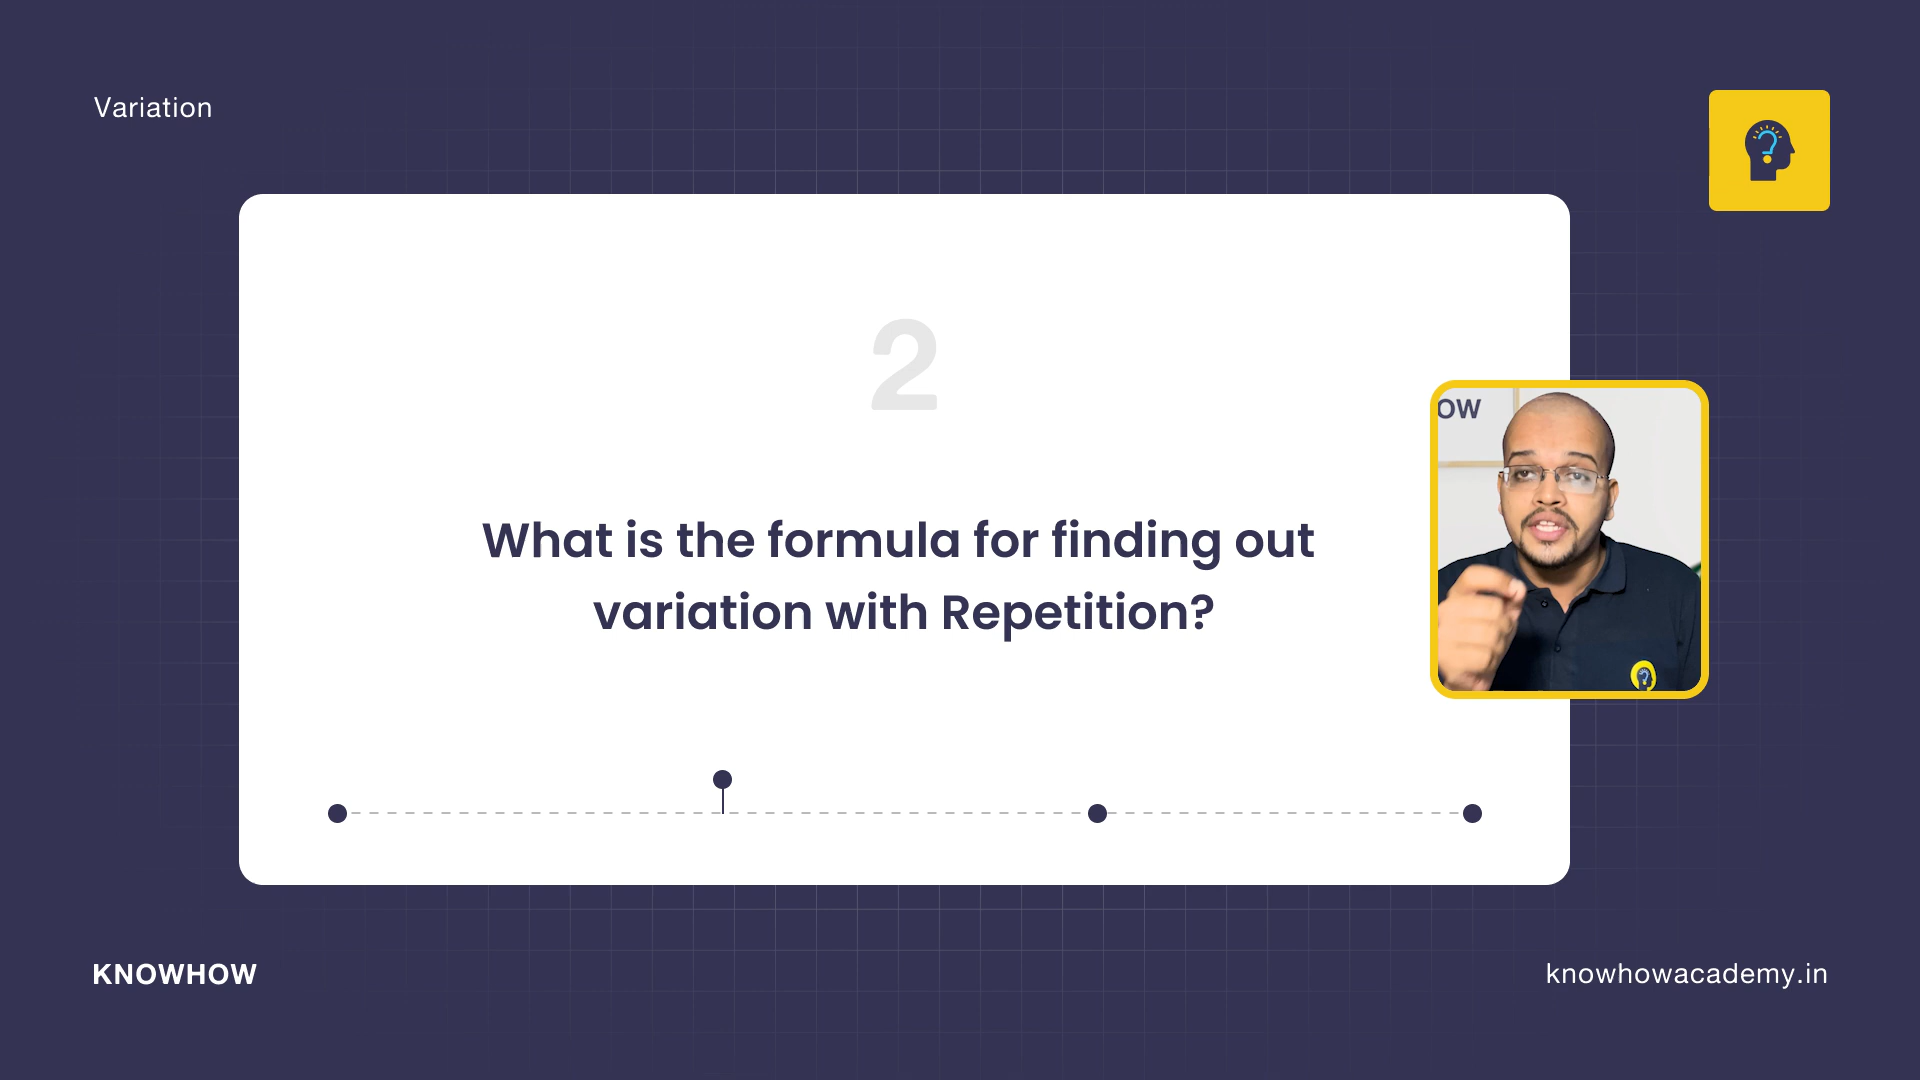 Variation
2
What is the formula for finding out
variation with Repetition?
OW
KNOWHOW
knowhowacademy.in